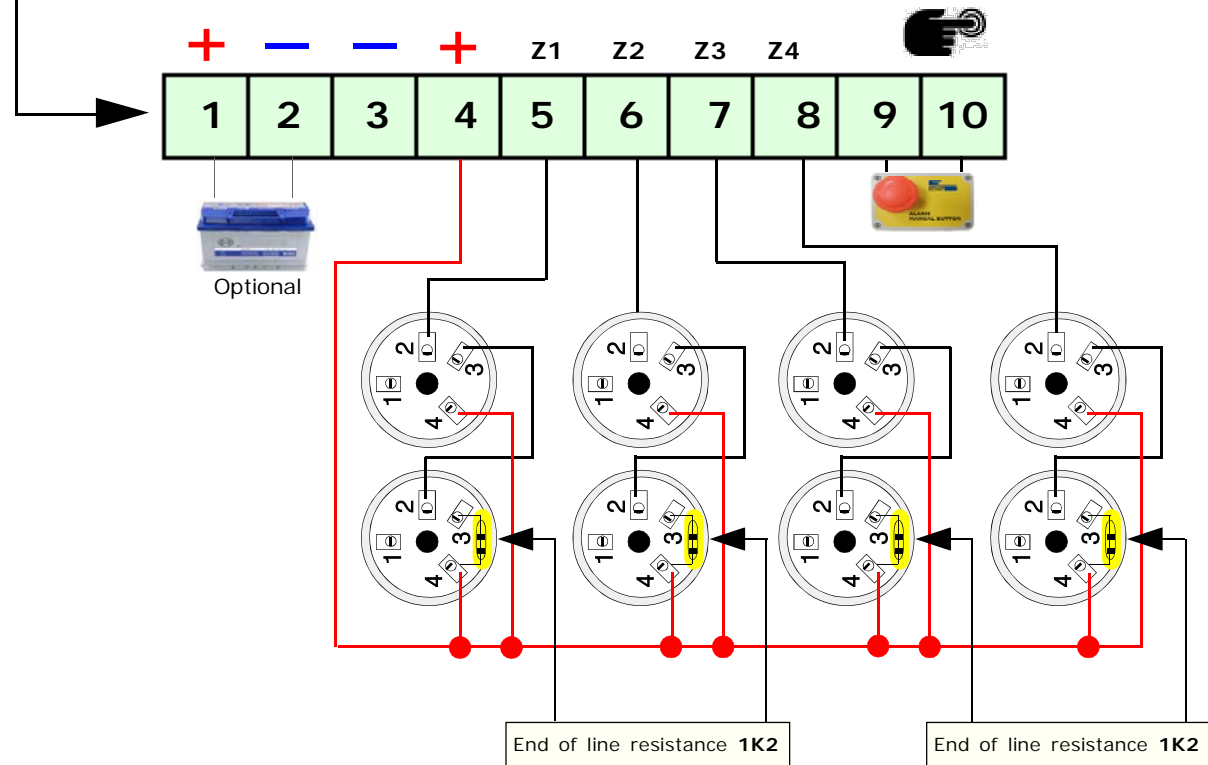 + − − + Z1 Z2 Z3 Z4
1 2 3 4 5 6 7 8 9 10
ALARM
MANUAL BUTTON
Optional
2 3 1 4
2 3 1 4
2 3 1 4
2 3 1 4
2 3 1 4
2 3 1 4
2 3 1 4
2 3 1 4
End of line resistance 1K2
End of line resistance 1K2